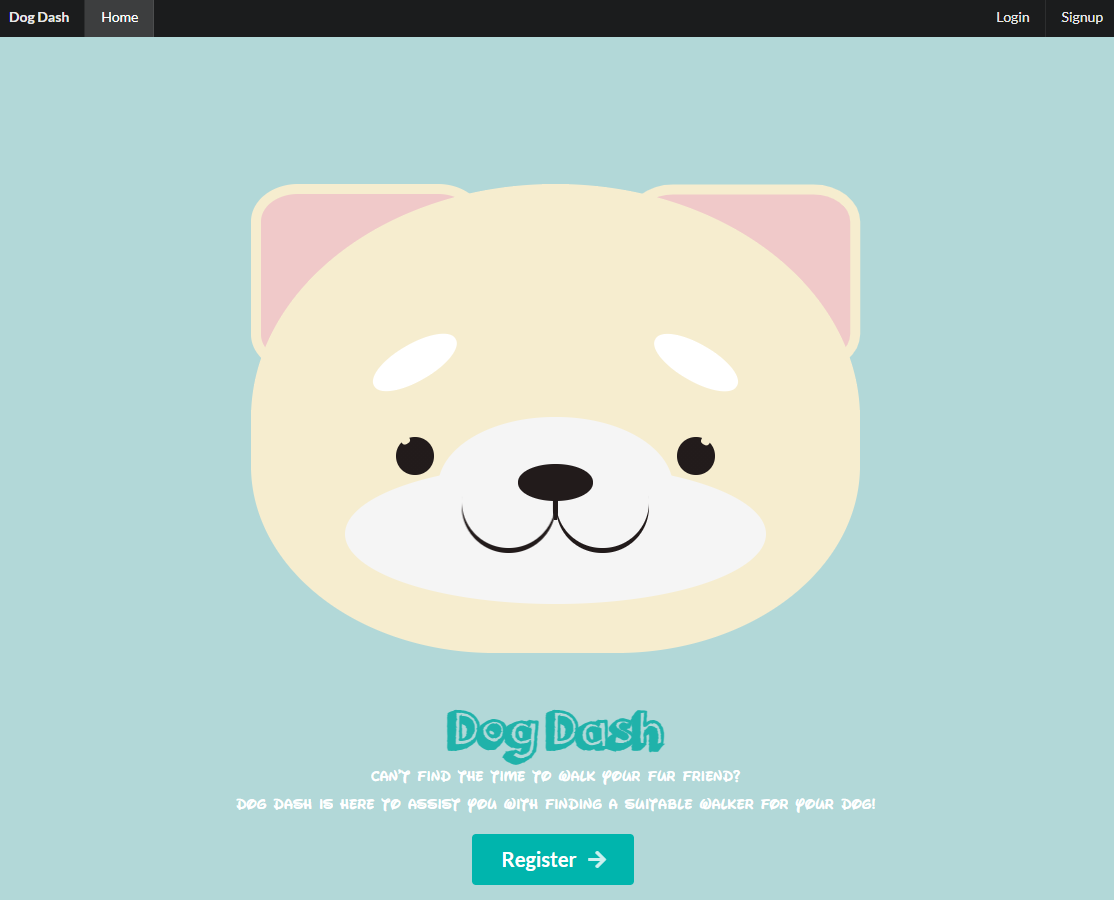 Dog Dash Home Login Signup
Dog Dash
CAN'T FIND THE TIME TO WALK YOUR FUR FRIEND?
DOG DASH IS HERE TO ASSIST YOU WITH FINDING A SUITABLE WALKER FOR YOUR DOG!
Register